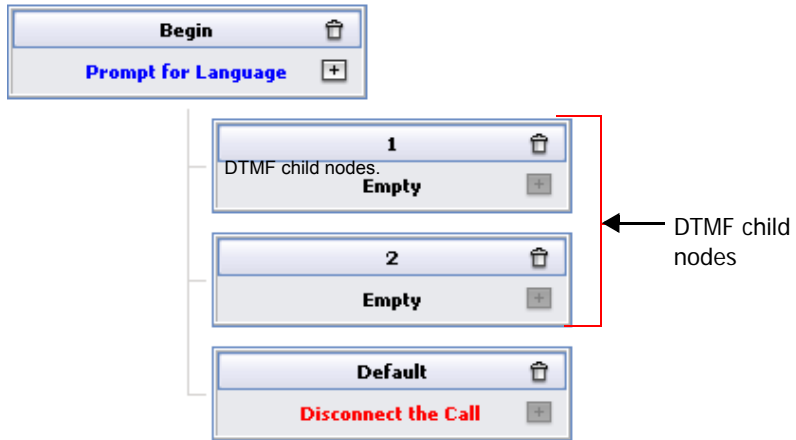 Begin
Prompt for Language
1
DTMF child nodes.
Empty
2
Empty
Default
Disconnect the Call
DTMF child
nodes